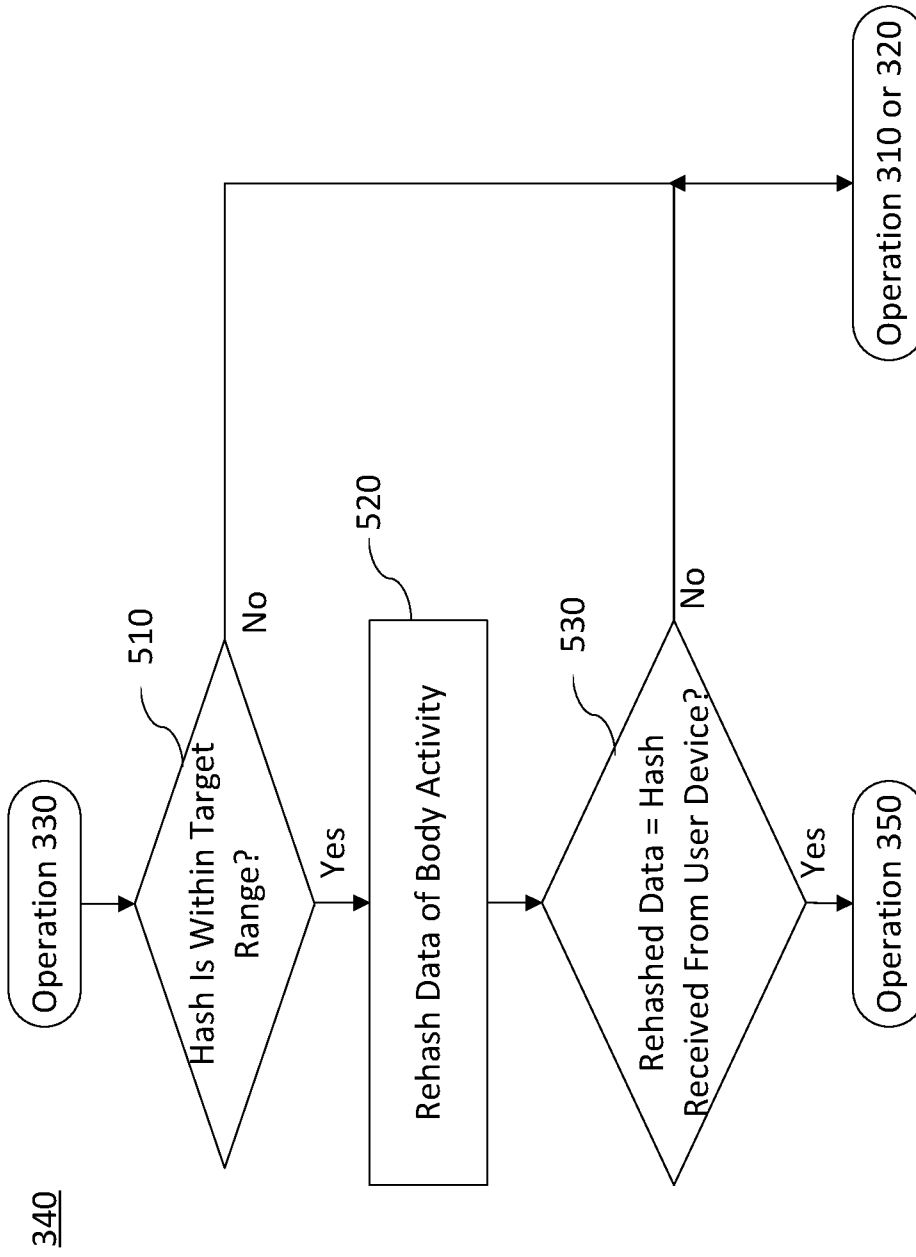 340
Operation 330
510
Hash Is Within Target
Range?
No
Yes
520
Rehash Data of Body Activity
530
Rehashed Data = Hash
Received From User Device?
No
Yes
Operation 350
Operation 310 or 320